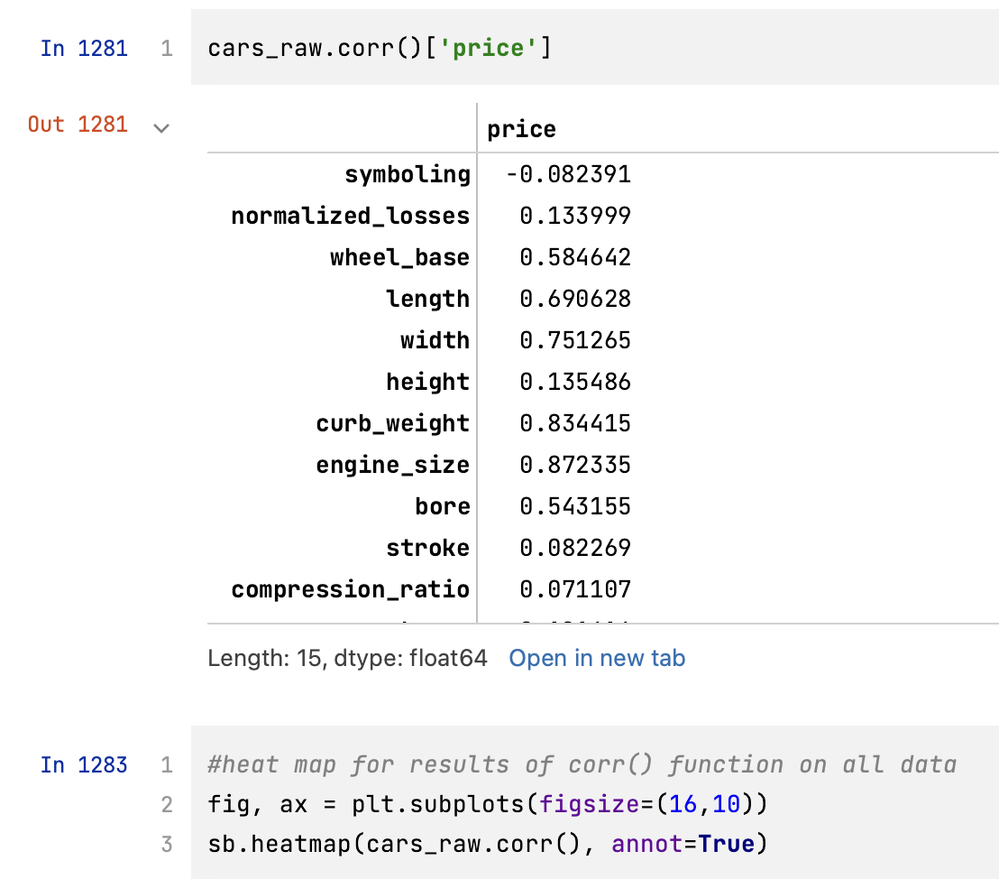 In 1281 1 cars_raw.corr()['price']
Out 1281
price
symboling -0.082391
normalized_losses 0.133999
wheel_base 0.584642
length 0.690628
width 0.751265
height 0.135486
curb_weight 0.834415
engine_size 0.872335
bore 0.543155
stroke 0.082269
compression_ratio 0.071107
Length: 15, dtype: float64 Open in new tab
In 1283 1 #heat map for results of corr() function on all data
2 fig, ax = plt.subplots(figsize=(16,10))
3 sb.heatmap(cars_raw.corr(), annot=True)